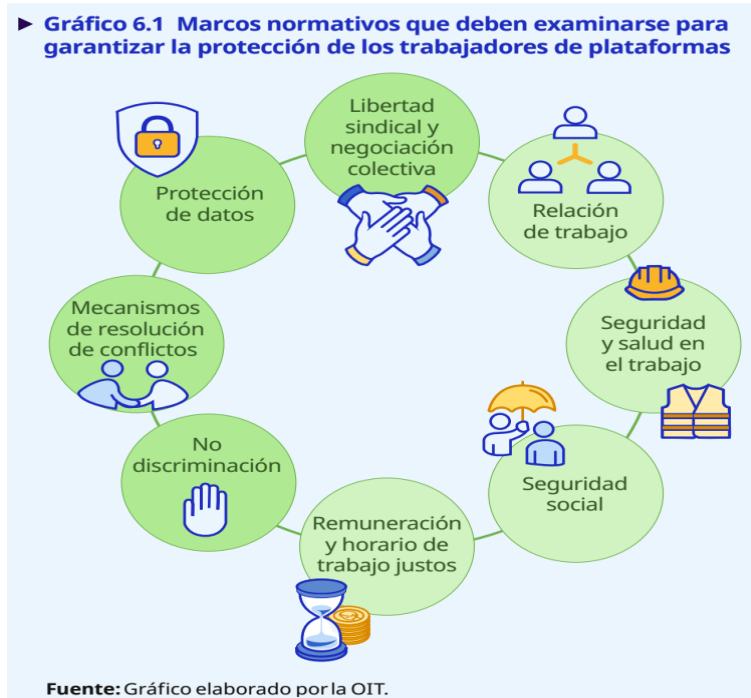 ► Gráfico 6.1 Marcos normativos que deben examinarse para
garantizar la protección de los trabajadores de plataformas
Libertad
sindical y
negociación
colectiva
Relación
de trabajo
Seguridad
y salud en
el trabajo
Seguridad
social
Remuneración
y horario de
trabajo justos
No
discriminación
Mecanismos
de resolución
de conflictos
Protección
de datos
Fuente: Gráfico elaborado por la OIT.